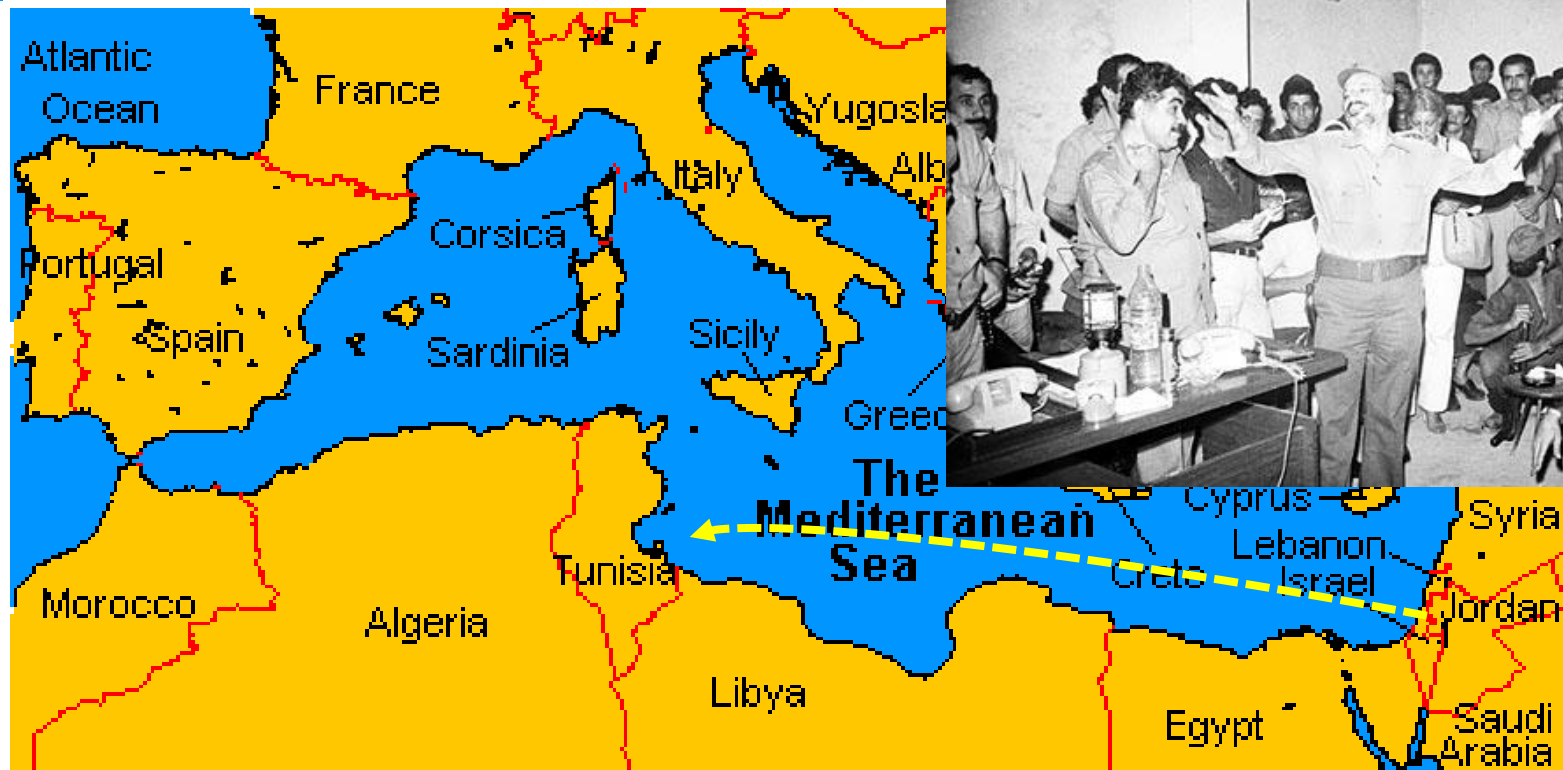 Atlantic
Ocean
France
Yugosla
Alb
Italy
Corsica
Portugal
Spain
Sardinia
Sicily
Greec
The
Mediterranean
Sea
Cyprus
Syria
Lebanon
Crete
Israel
Jordan
Tunisia
Morocco
Algeria
Libya
Egypt
Saudi
Arabia